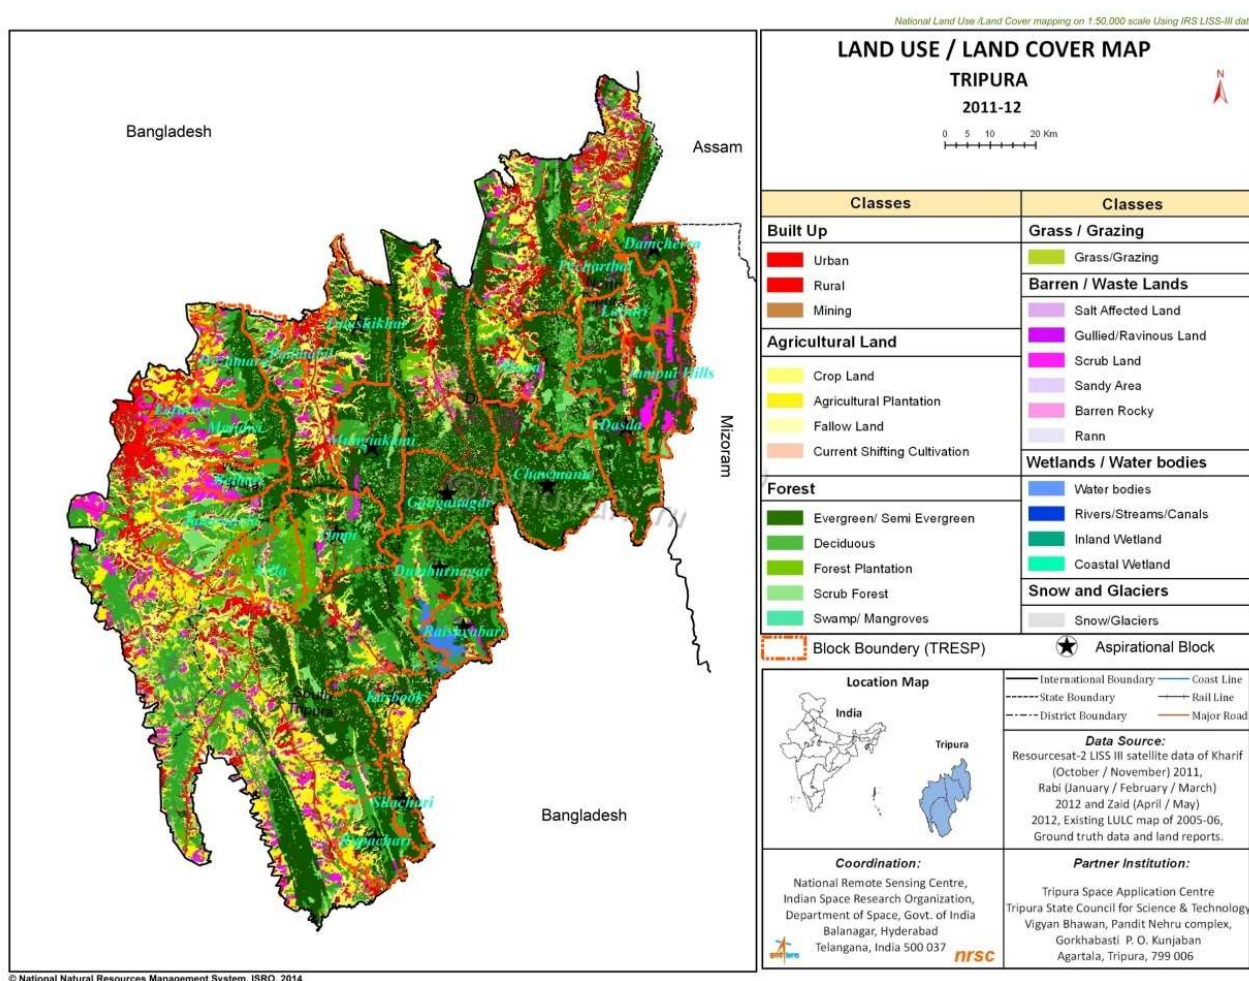 National Land Use /Land Cover mapping on 1:50,000 scale Using IRS LISS-III dat
LAND USE / LAND COVER MAP
TRIPURA
2011-12
N
0 5 10 20 Km
Bangladesh
Assam
Mizoram
Bangladesh
Damcherra
Jampui Hills
Dasda
Chawmanu
Mungiakami
Ganganagar
Ompi
Killa
Dumburnagar
Raisyabari
Karbook
South
Tripura
Rupachari
Classes
Classes
Built Up
Urban
Rural
Mining
Agricultural Land
Crop Land
Agricultural Plantation
Fallow Land
Current Shifting Cultivation
Forest
Evergreen/ Semi Evergreen
Deciduous
Forest Plantation
Scrub Forest
Swamp/ Mangroves
Grass / Grazing
Grass/Grazing
Barren / Waste Lands
Salt Affected Land
Gullied/Ravinous Land
Scrub Land
Sandy Area
Barren Rocky
Rann
Wetlands / Water bodies
Water bodies
Rivers/Streams/Canals
Inland Wetland
Coastal Wetland
Snow and Glaciers
Snow/Glaciers
Block Boundery (TRESP)
Aspirational Block
Location Map
India
Tripura
International Boundary
Coast Line
State Boundary
Rail Line
District Boundary
Major Road
Data Source:
Resourcesat-2 LISS III satellite data of Kharif
(October / November) 2011,
Rabi (January / February / March)
2012 and Zaid (April / May)
2012, Existing LULC map of 2005-06,
Ground truth data and land reports.
Coordination:
National Remote Sensing Centre,
Indian Space Research Organization,
Department of Space, Govt. of India
Balanagar, Hyderabad
Telangana, India 500 037
nrsc
Partner Institution:
Tripura Space Application Centre
Tripura State Council for Science & Technology
Vigyan Bhawan, Pandit Nehru complex,
Gorkhabasti P. O. Kunjaban
Agartala, Tripura, 799 006
© National Natural Resources Management System, ISRO, 2014